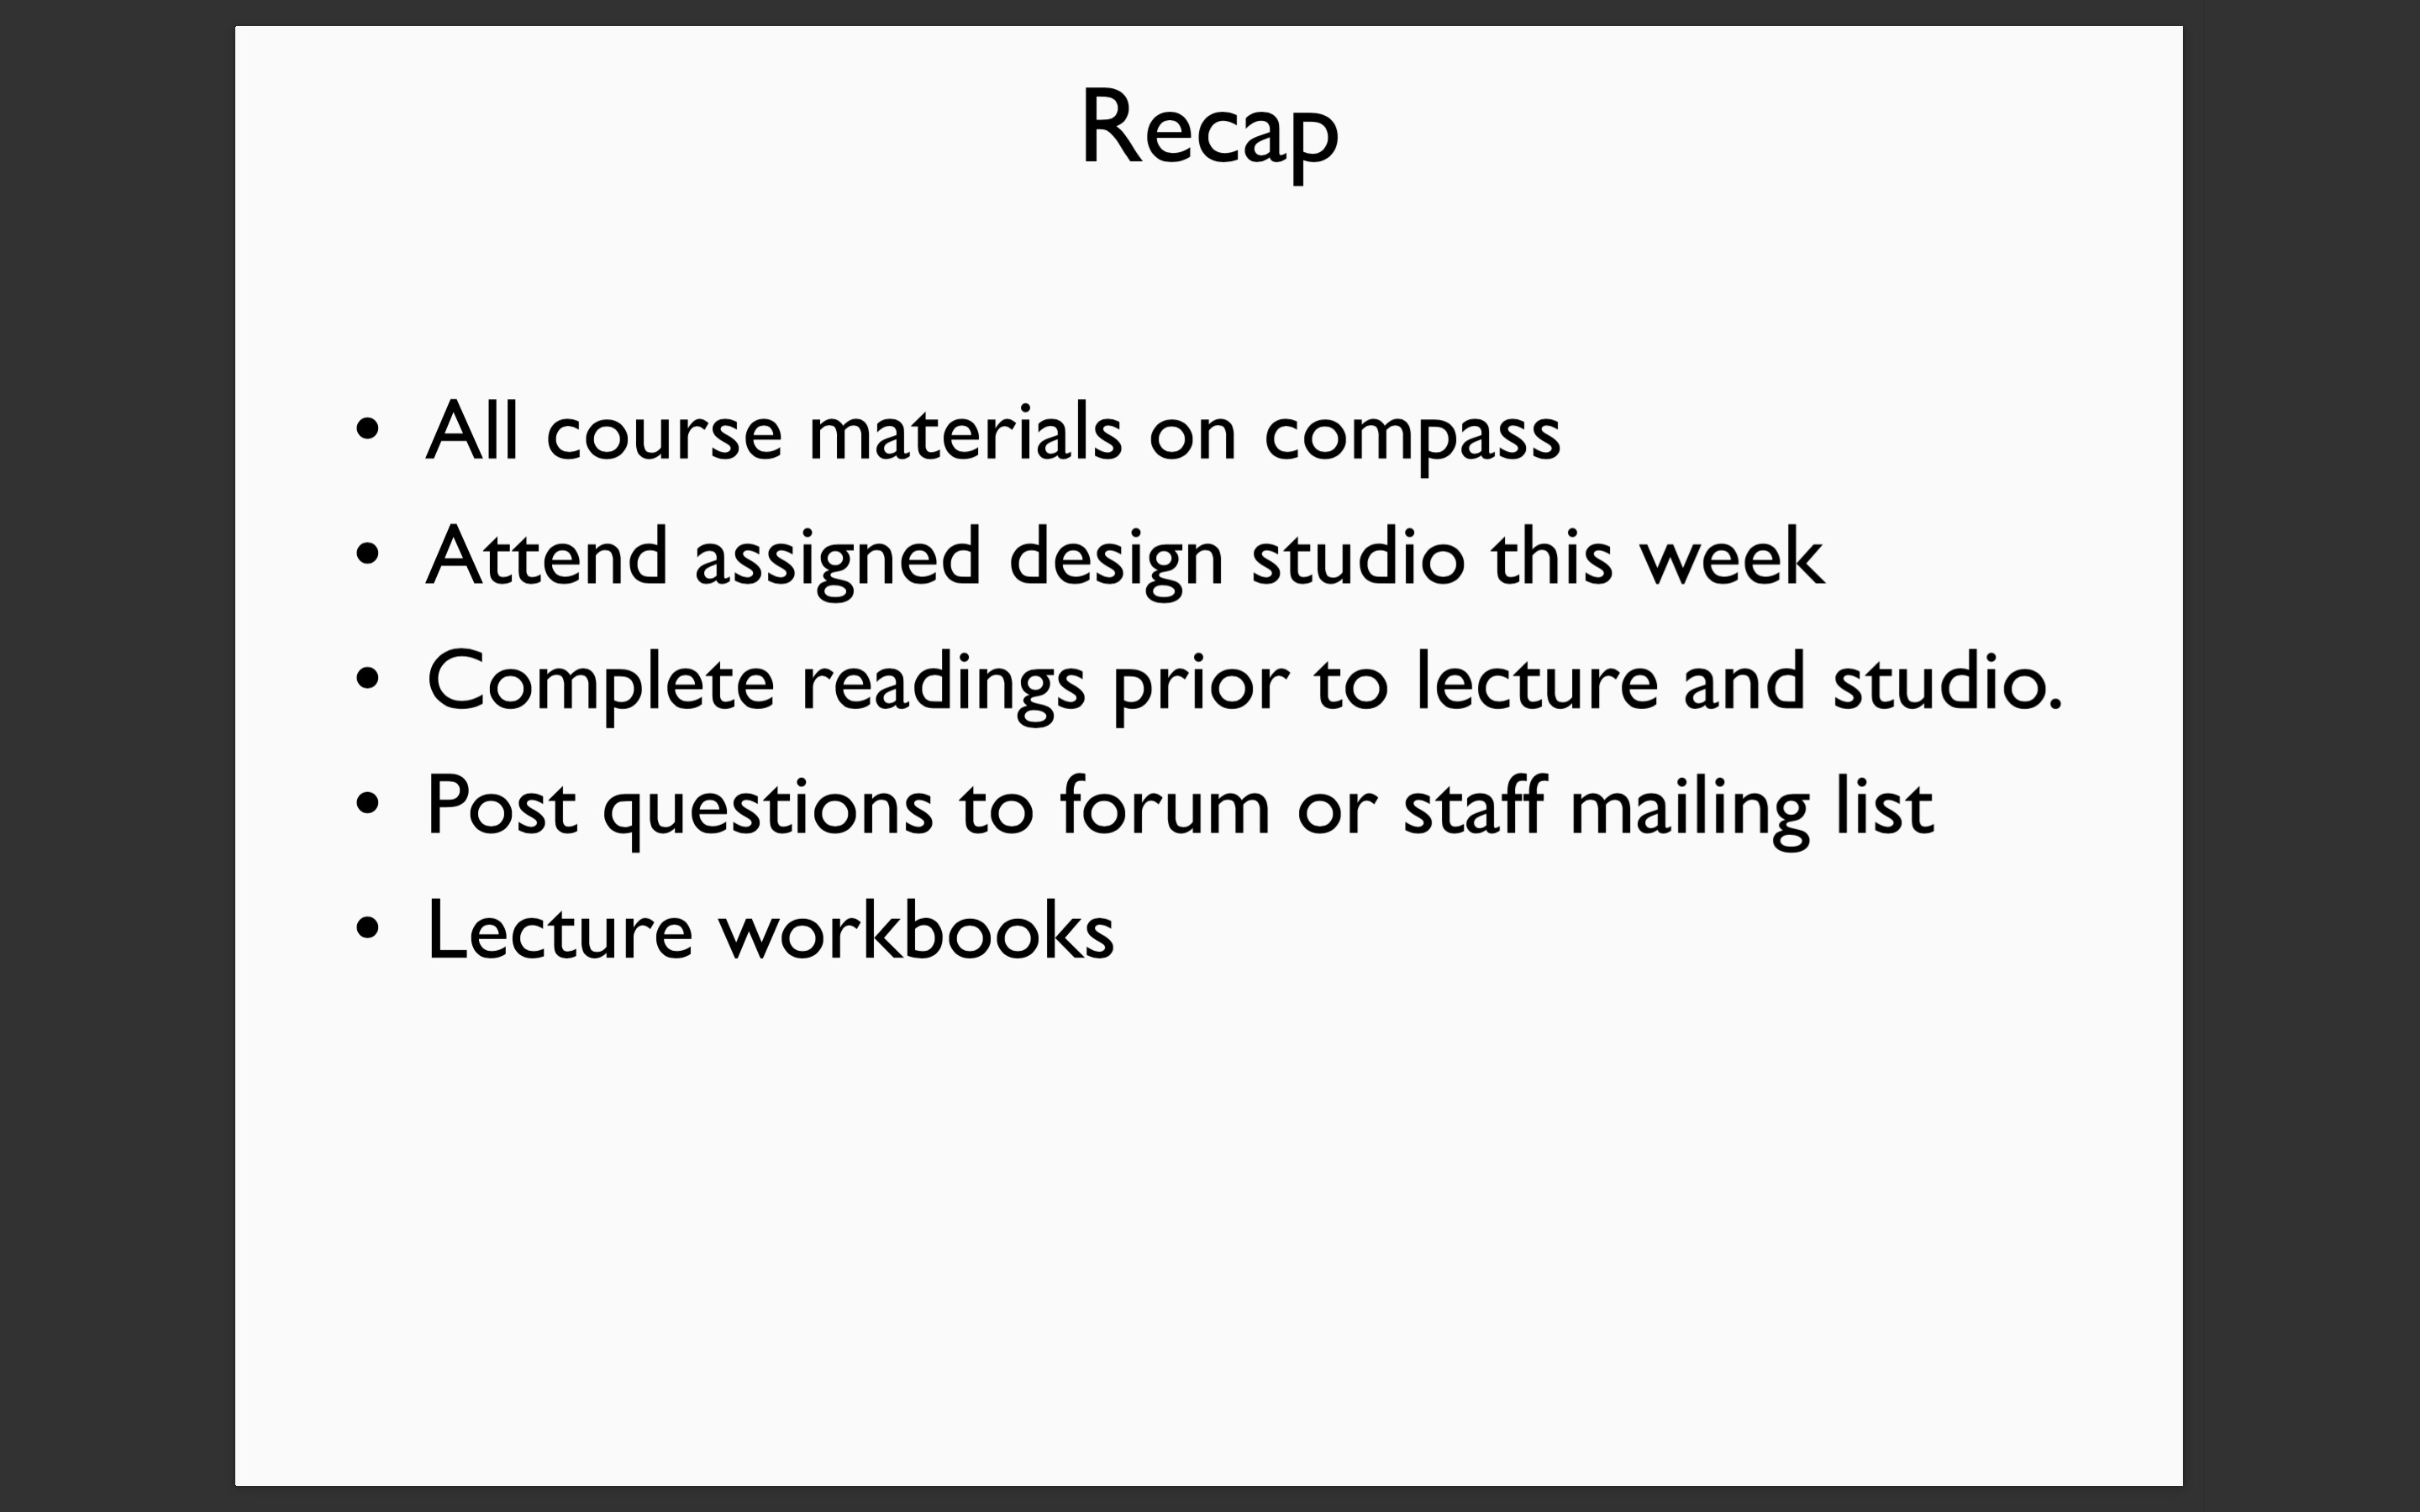 Recap
• All course materials on compass
• Attend assigned design studio this week
• Complete readings prior to lecture and studio.
• Post questions to forum or staff mailing list
• Lecture workbooks